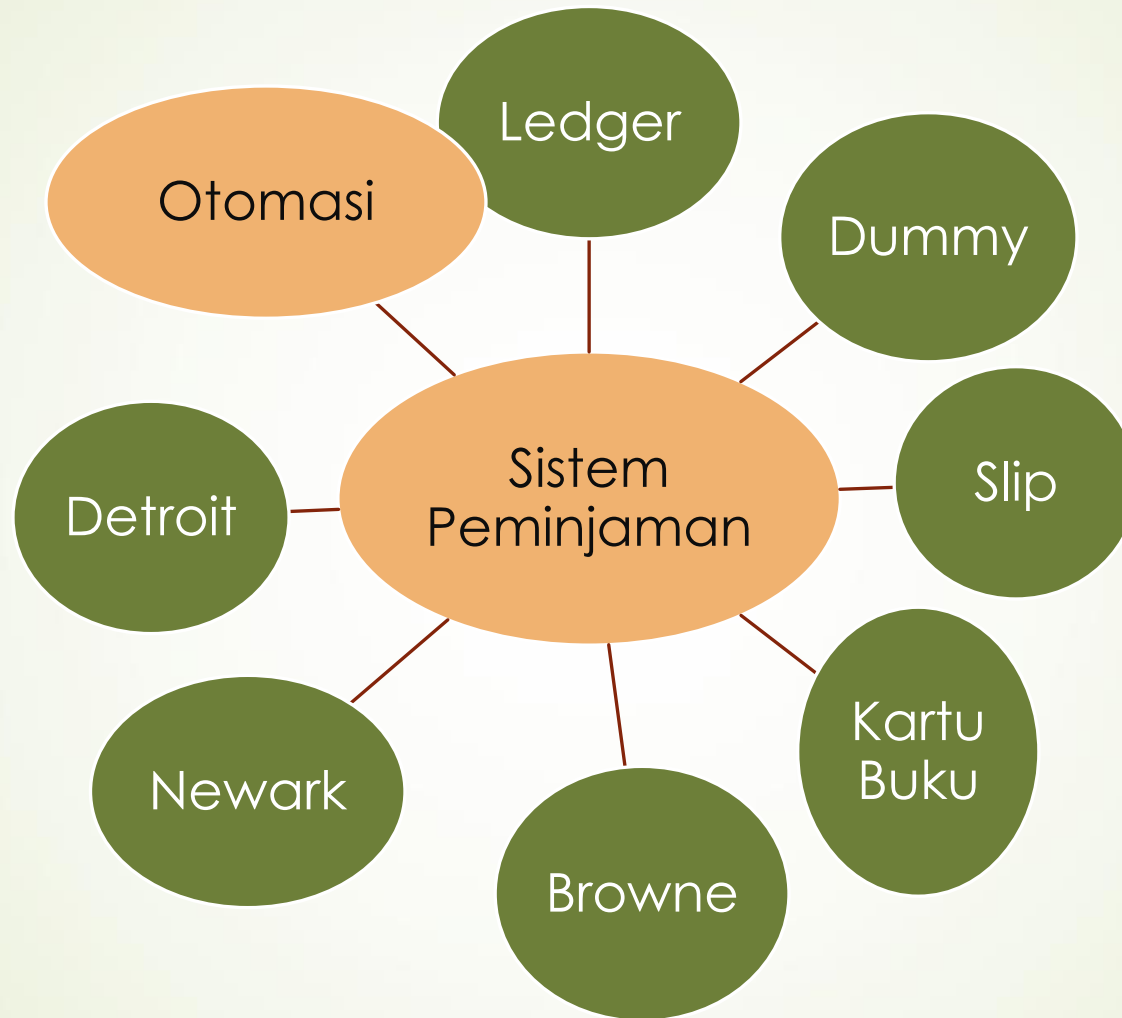 Ledger
Otomasi
Dummy
Sistem
Peminjaman
Slip
Detroit
Kartu
Buku
Newark
Browne